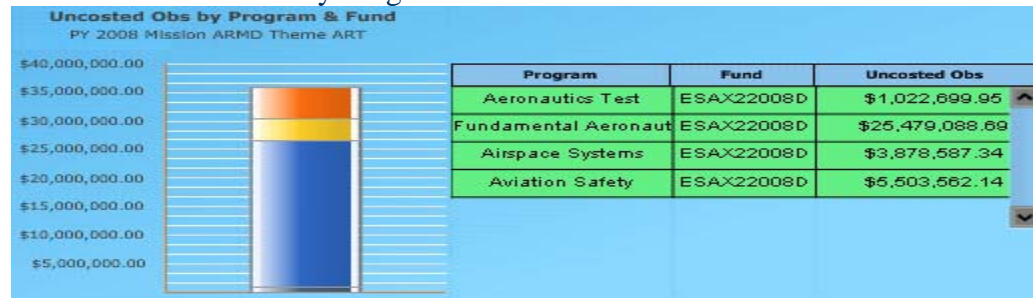 Uncosted Obs by Program & Fund
PY 2008 Mission ARMD Theme ART
$40,000,000.00
$35,000,000.00
$30,000,000.00
$25,000,000.00
$20,000,000.00
$15,000,000.00
$10,000,000.00
$5,000,000.00
Program Fund Uncosted Obs
Aeronautics Test ESAX22008D $1,022,699.95
Fundamental Aeronaut ESAX22008D $25,479,088.69
Airspace Systems ESAX22008D $3,878,587.34
Aviation Safety ESAX22008D $5,503,562.14